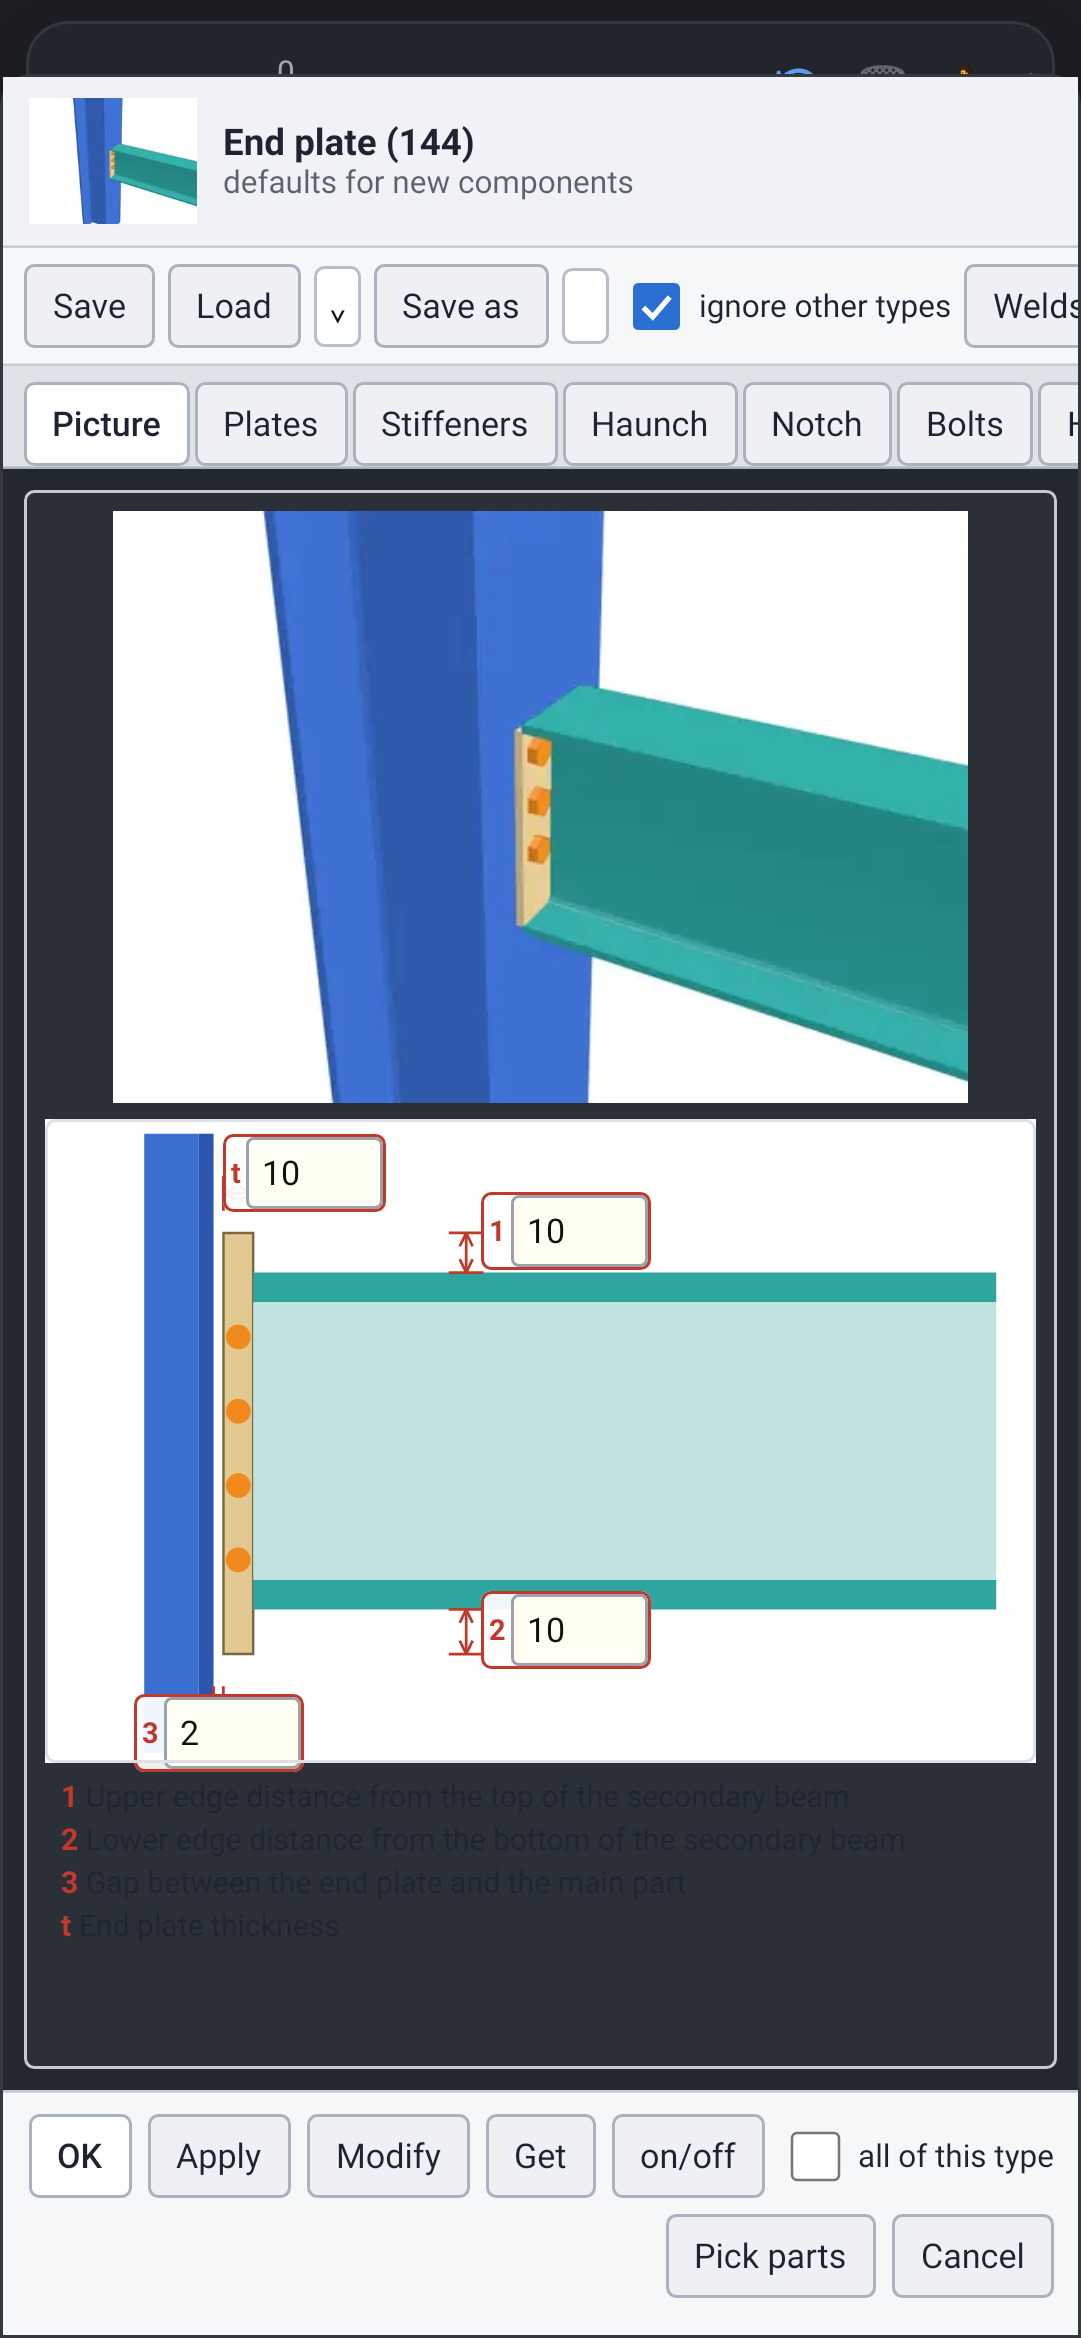 End plate (144)
defaults for new components
Save Load v Save as ignore other types Welds
Picture Plates Stiffeners Haunch Notch Bolts
t 10
1 10
2 10
3 2
1 Upper edge distance from the top of the secondary beam
2 Lower edge distance from the bottom of the secondary beam
3 Gap between the end plate and the main part
t End plate thickness
OK Apply Modify Get on/off all of this type
Pick parts Cancel